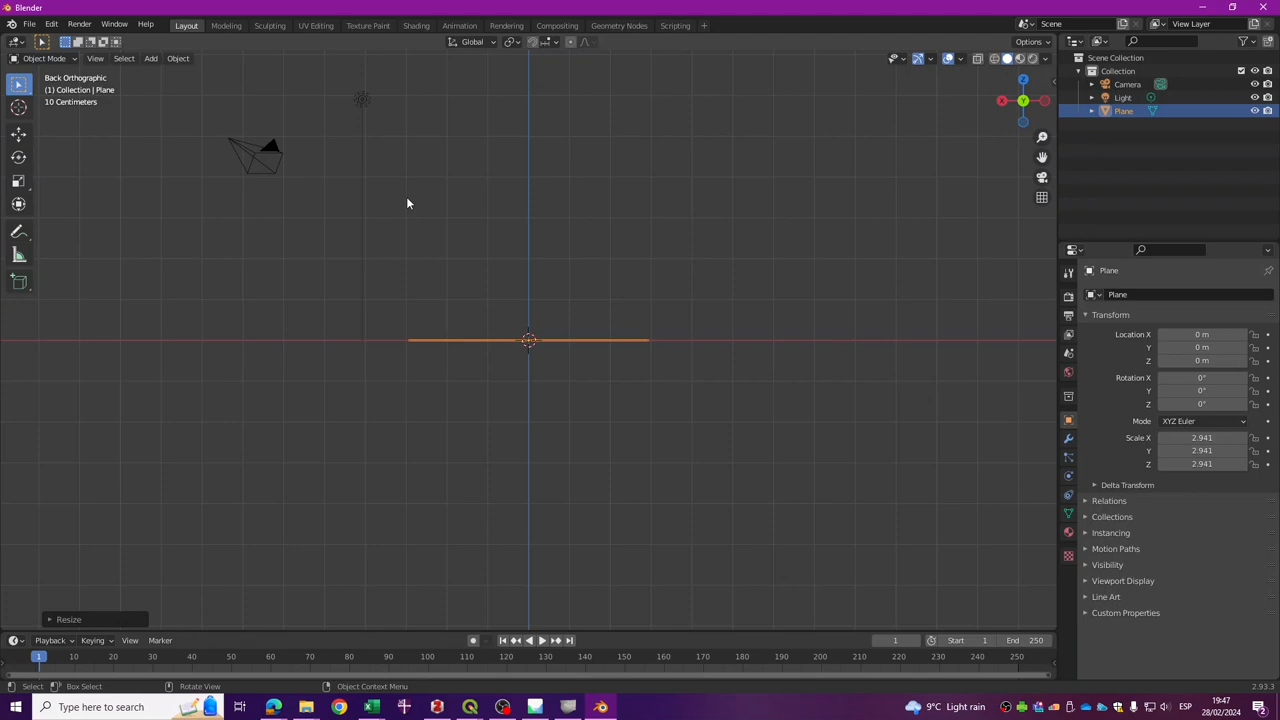 Blender
File Edit Render Window Help Layout Modeling Sculpting UV Editing Texture Paint Shading Animation Rendering Compositing Geometry Nodes Scripting + Scene View Layer
Global Options
Object Mode View Select Add Object
Back Orthographic
(1) Collection | Plane
10 Centimeters
Z
Y
X
Scene Collection
Collection
Camera
Light
Plane
Plane
Plane
Transform
Location X 0 m
Y 0 m
Z 0 m
Rotation X 0°
Y 0°
Z 0°
Mode XYZ Euler
Scale X 2.941
Y 2.941
Z 2.941
Delta Transform
Relations
Collections
Instancing
Motion Paths
Viewport Display
Line Art
Custom Properties
Resize
Playback Keying View Marker 1 Start 1 End 250
1 10 20 30 40 50 60 70 80 90 100 110 120 130 140 150 160 170 180 190 200 210 220 230 240 250
Select Box Select Rotate View Object Context Menu 2.93.3
Type here to search 9°C Light rain ESP 19:47
28/02/2024